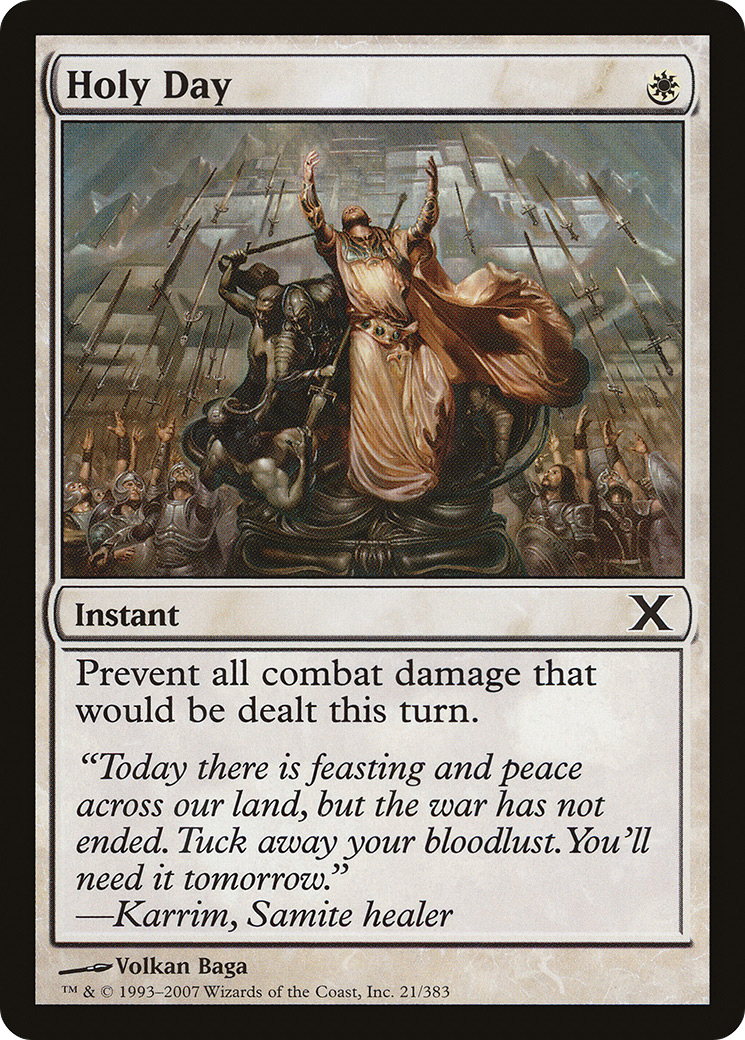 Holy Day
Instant
X
Prevent all combat damage that
would be dealt this turn.
“Today there is feasting and peace
across our land, but the war has not
ended. Tuck away your bloodlust. You’ll
need it tomorrow.”
—Karrim, Samite healer
Volkan Baga
™ & © 1993–2007 Wizards of the Coast, Inc. 21/383